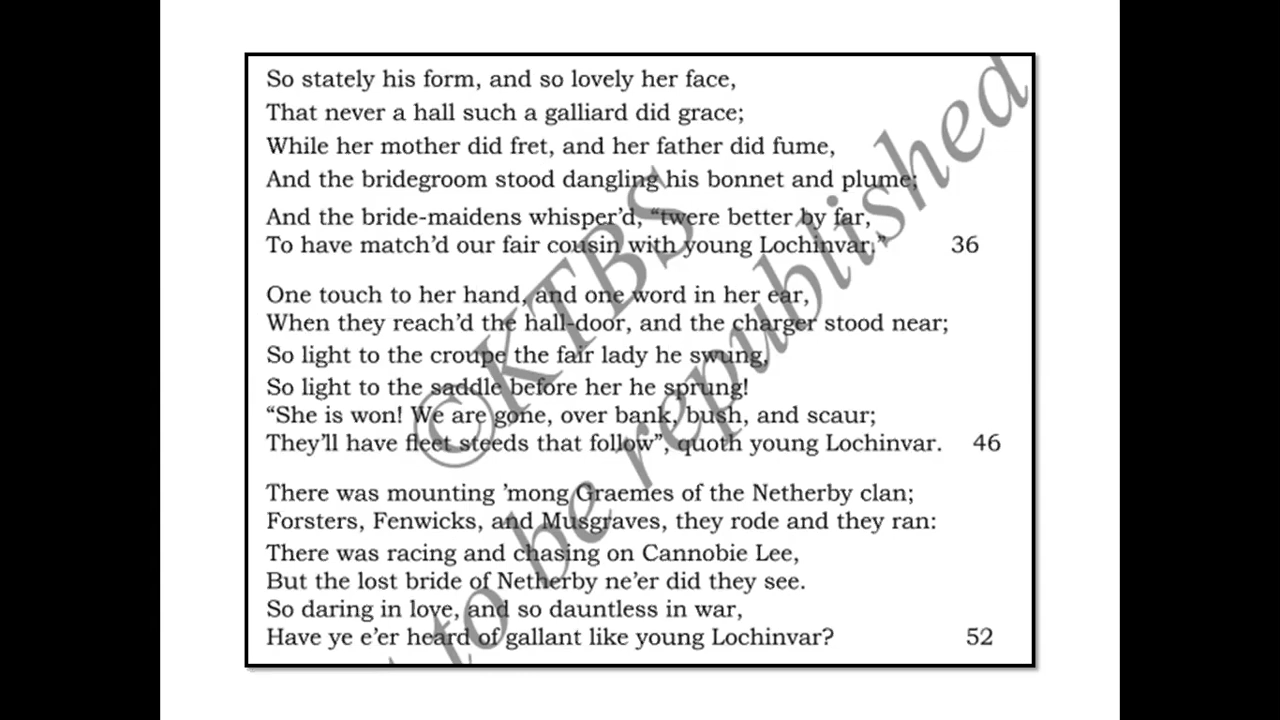 So stately his form, and so lovely her face,
That never a hall such a galliard did grace;
While her mother did fret, and her father did fume,
And the bridegroom stood dangling his bonnet and plume;
And the bride-maidens whisper’d, “twere better by far,
To have match’d our fair cousin with young Lochinvar.” 36
One touch to her hand, and one word in her ear,
When they reach’d the hall-door, and the charger stood near;
So light to the croupe the fair lady he swung,
So light to the saddle before her he sprung!
“She is won! We are gone, over bank, bush, and scaur;
They’ll have fleet steeds that follow”, quoth young Lochinvar. 46
There was mounting ’mong Graemes of the Netherby clan;
Forsters, Fenwicks, and Musgraves, they rode and they ran:
There was racing and chasing on Cannobie Lee,
But the lost bride of Netherby ne’er did they see.
So daring in love, and so dauntless in war,
Have ye e’er heard of gallant like young Lochinvar? 52
©KTBS
to be republished